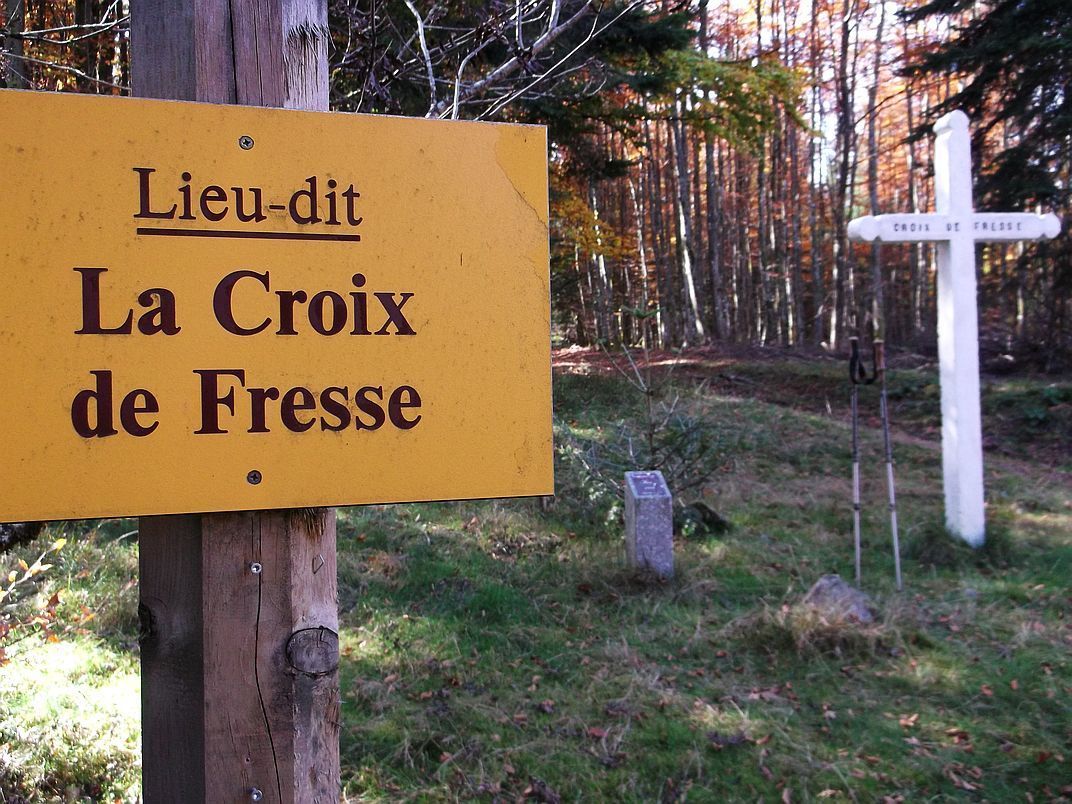 Lieu-dit
La Croix
de Fresse
CROIX DE FRESSE